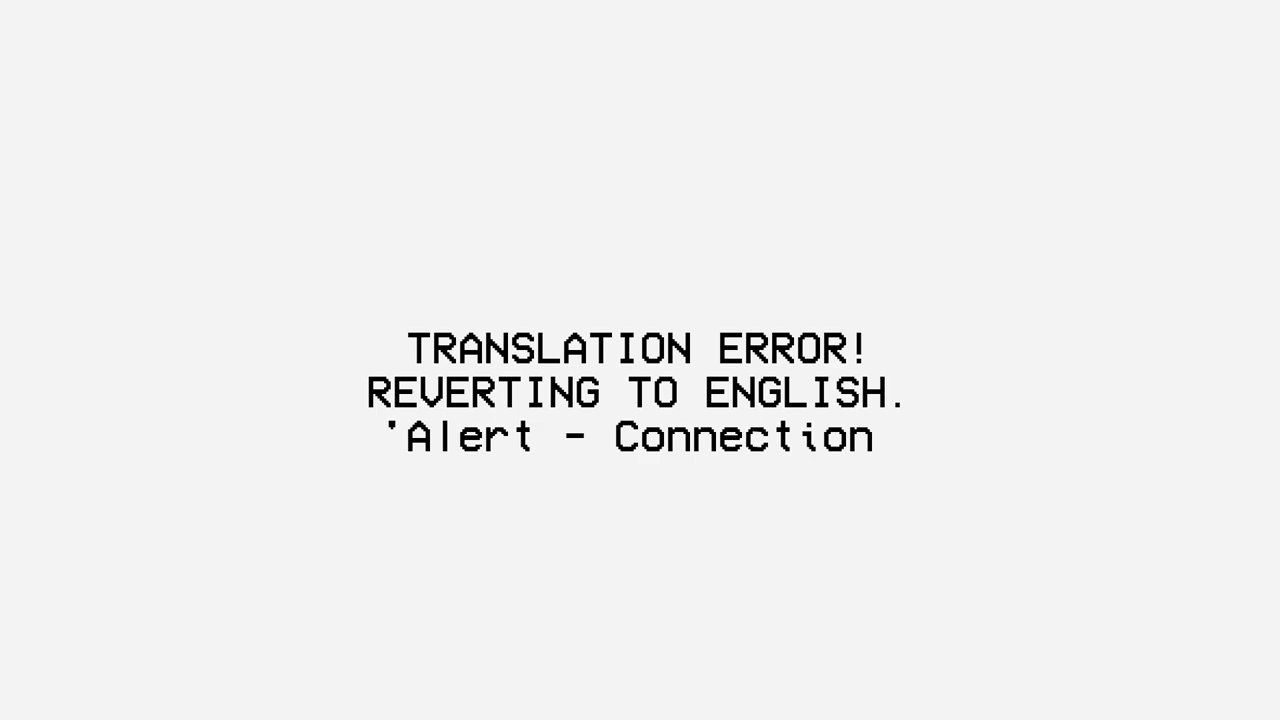 TRANSLATION ERROR!
REVERTING TO ENGLISH.
'Alert - Connection